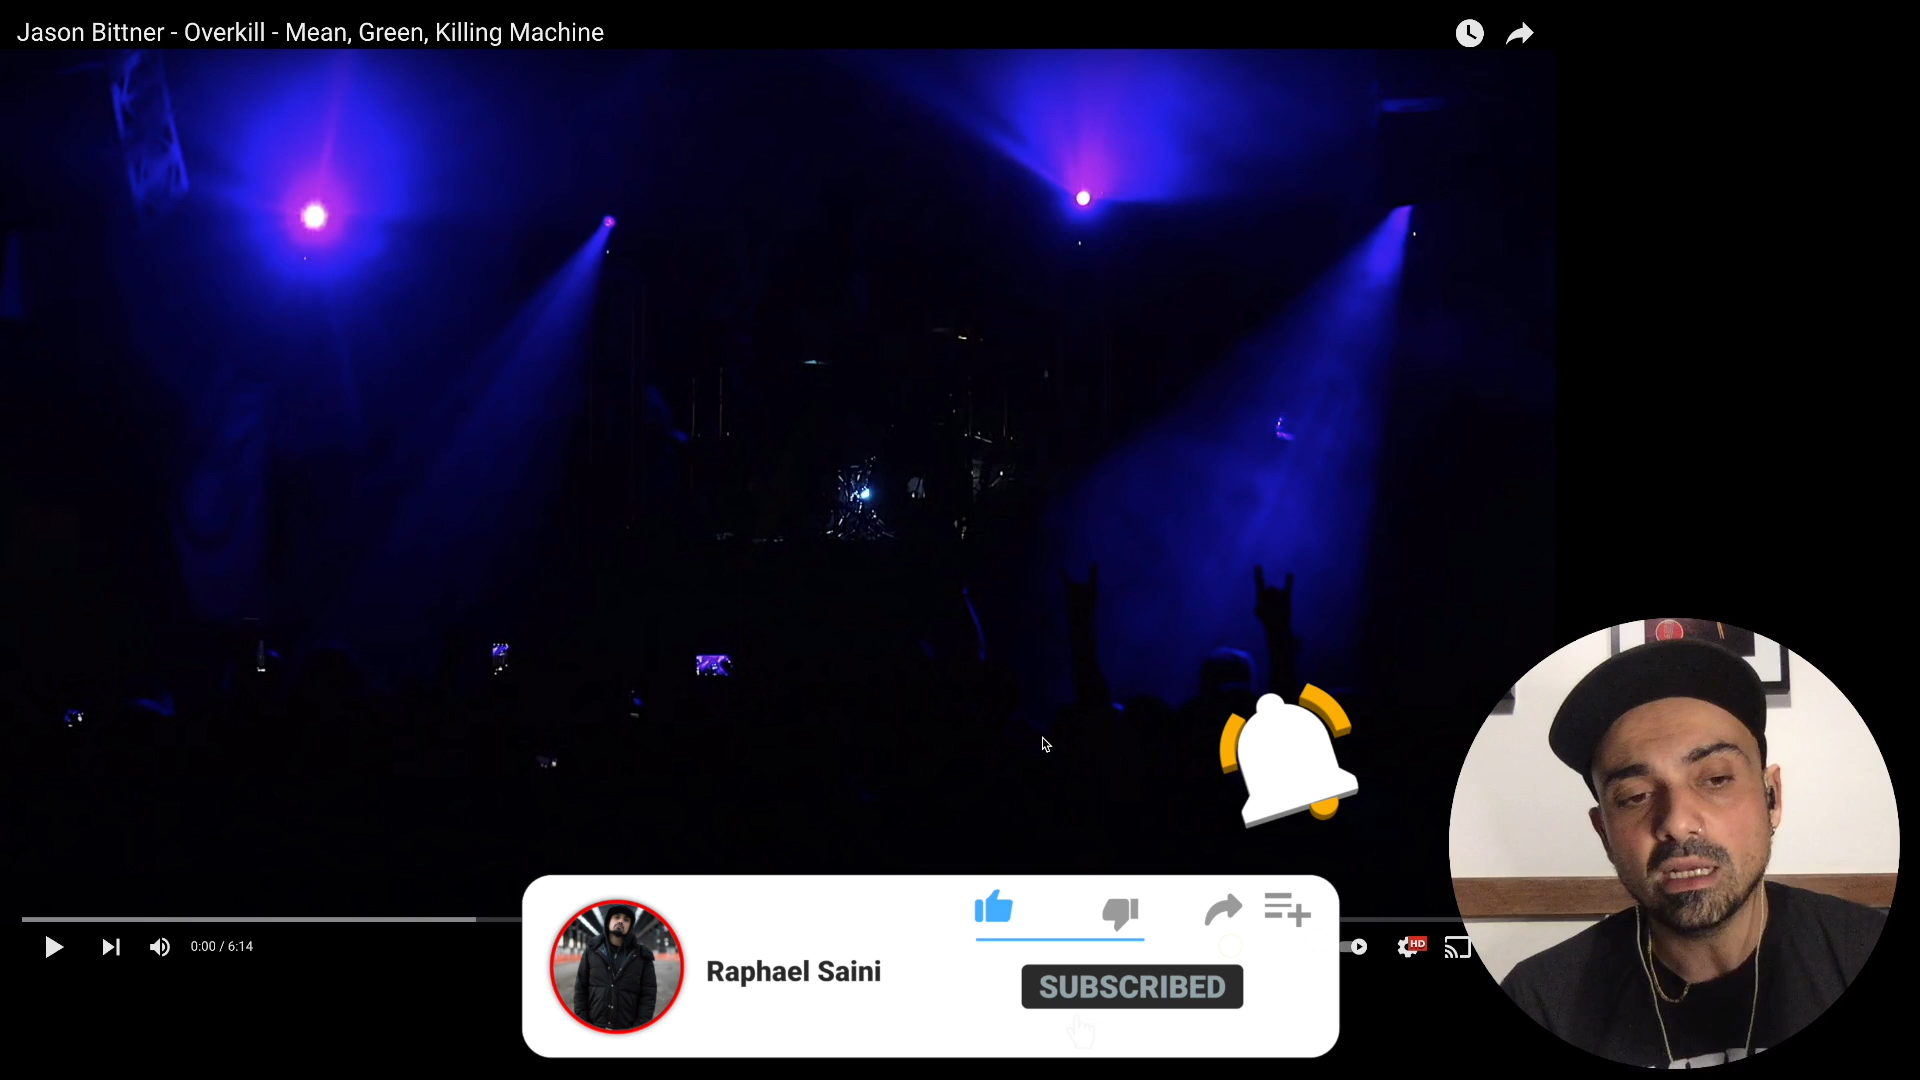 Jason Bittner - Overkill - Mean, Green, Killing Machine
0:00 / 6:14
HD
Raphael Saini
SUBSCRIBED